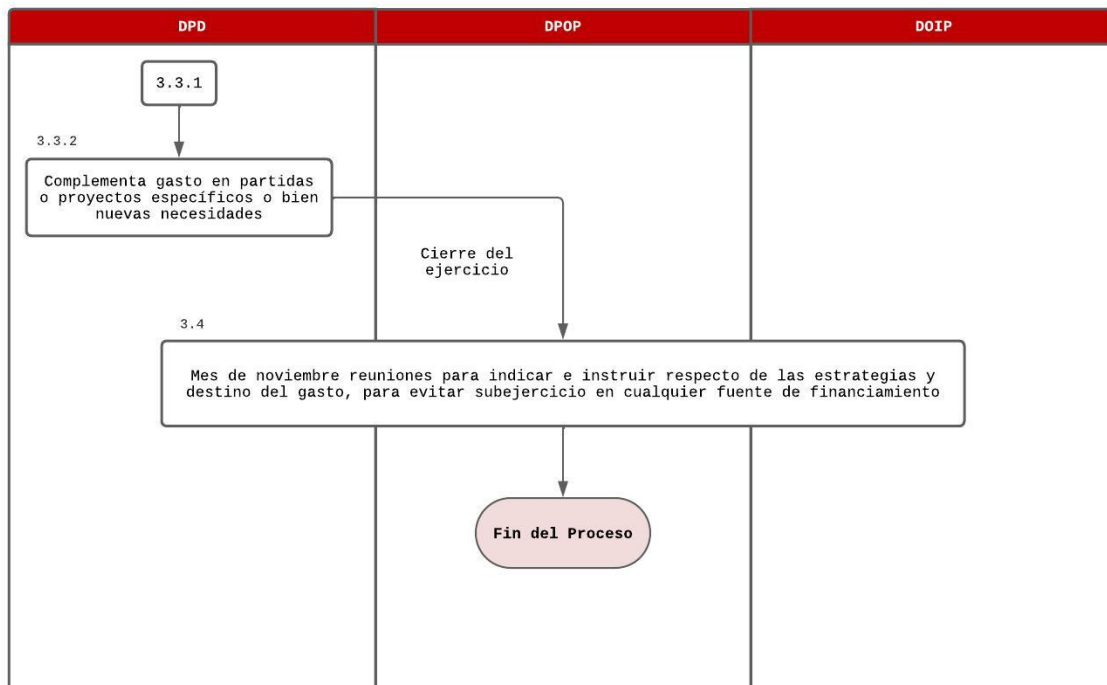 DPD
DPOP
DOIP
3.3.1
3.3.2
Complementa gasto en partidas
o proyectos específicos o bien
nuevas necesidades
Cierre del
ejercicio
3.4
Mes de noviembre reuniones para indicar e instruir respecto de las estrategias y
destino del gasto, para evitar subejercicio en cualquier fuente de financiamiento
Fin del Proceso